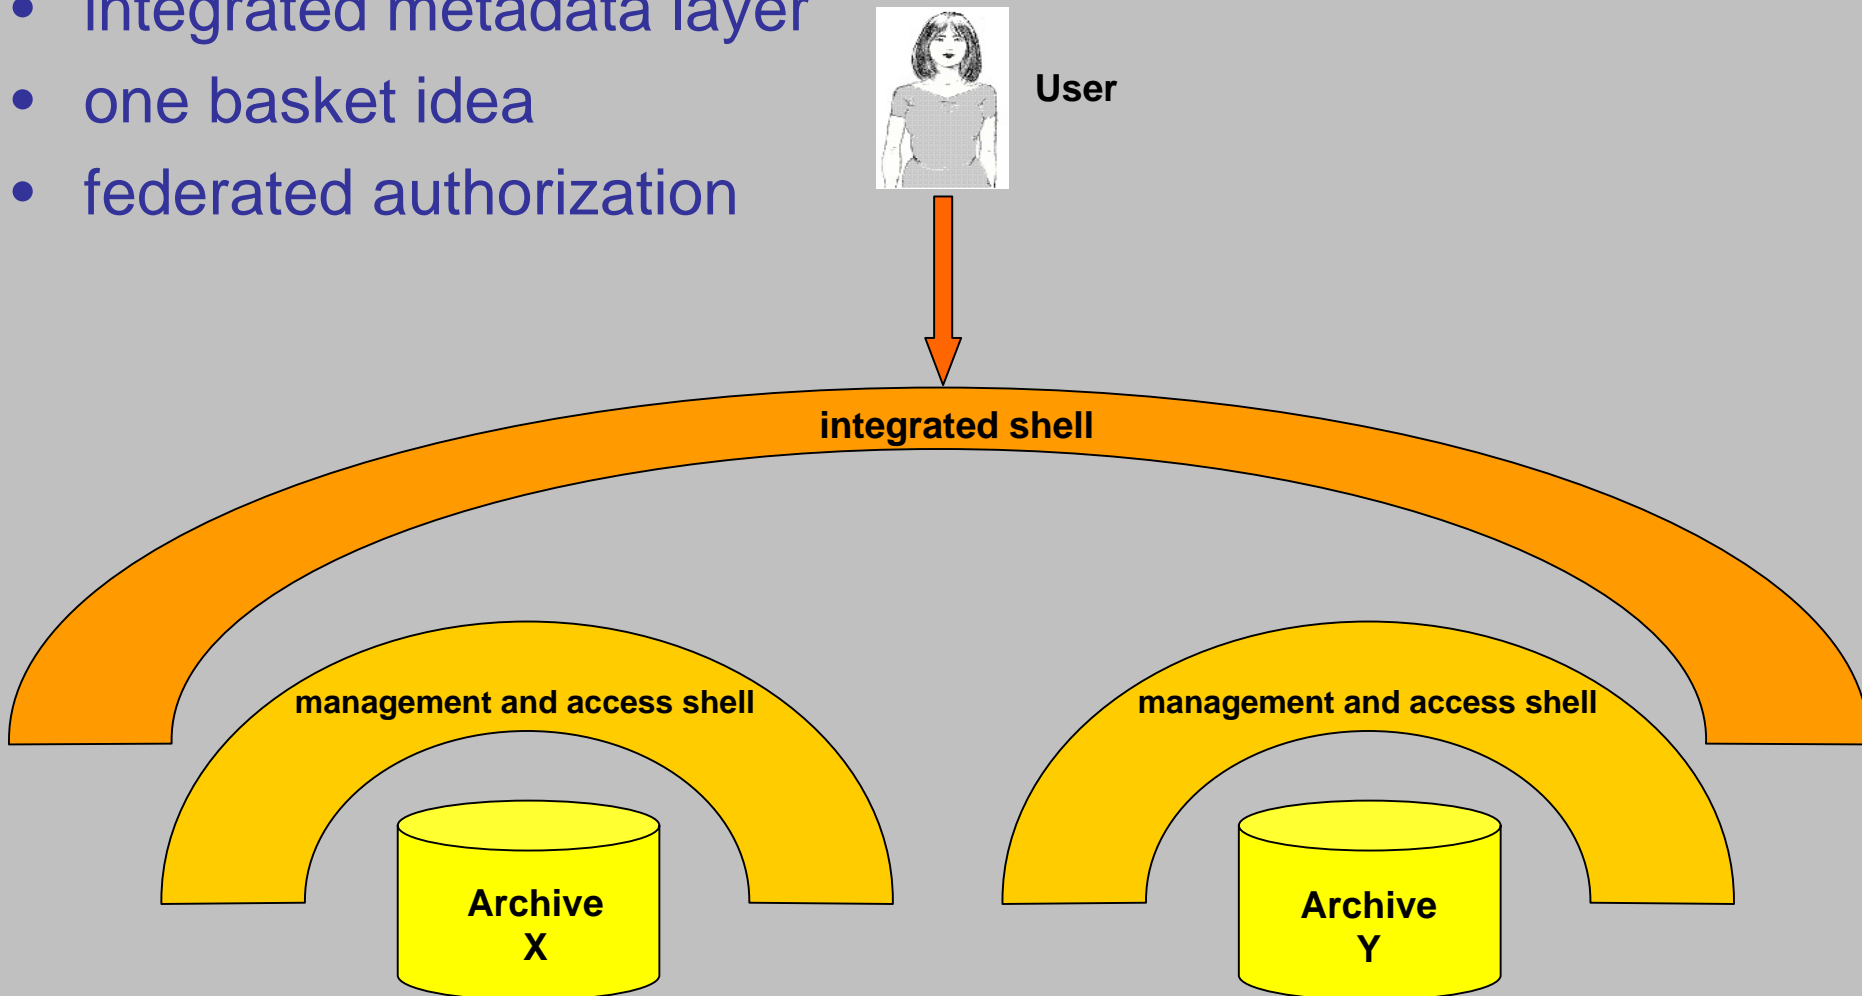 • integrated metadata layer
• one basket idea
• federated authorization
User
integrated shell
management and access shell
management and access shell
Archive
X
Archive
Y